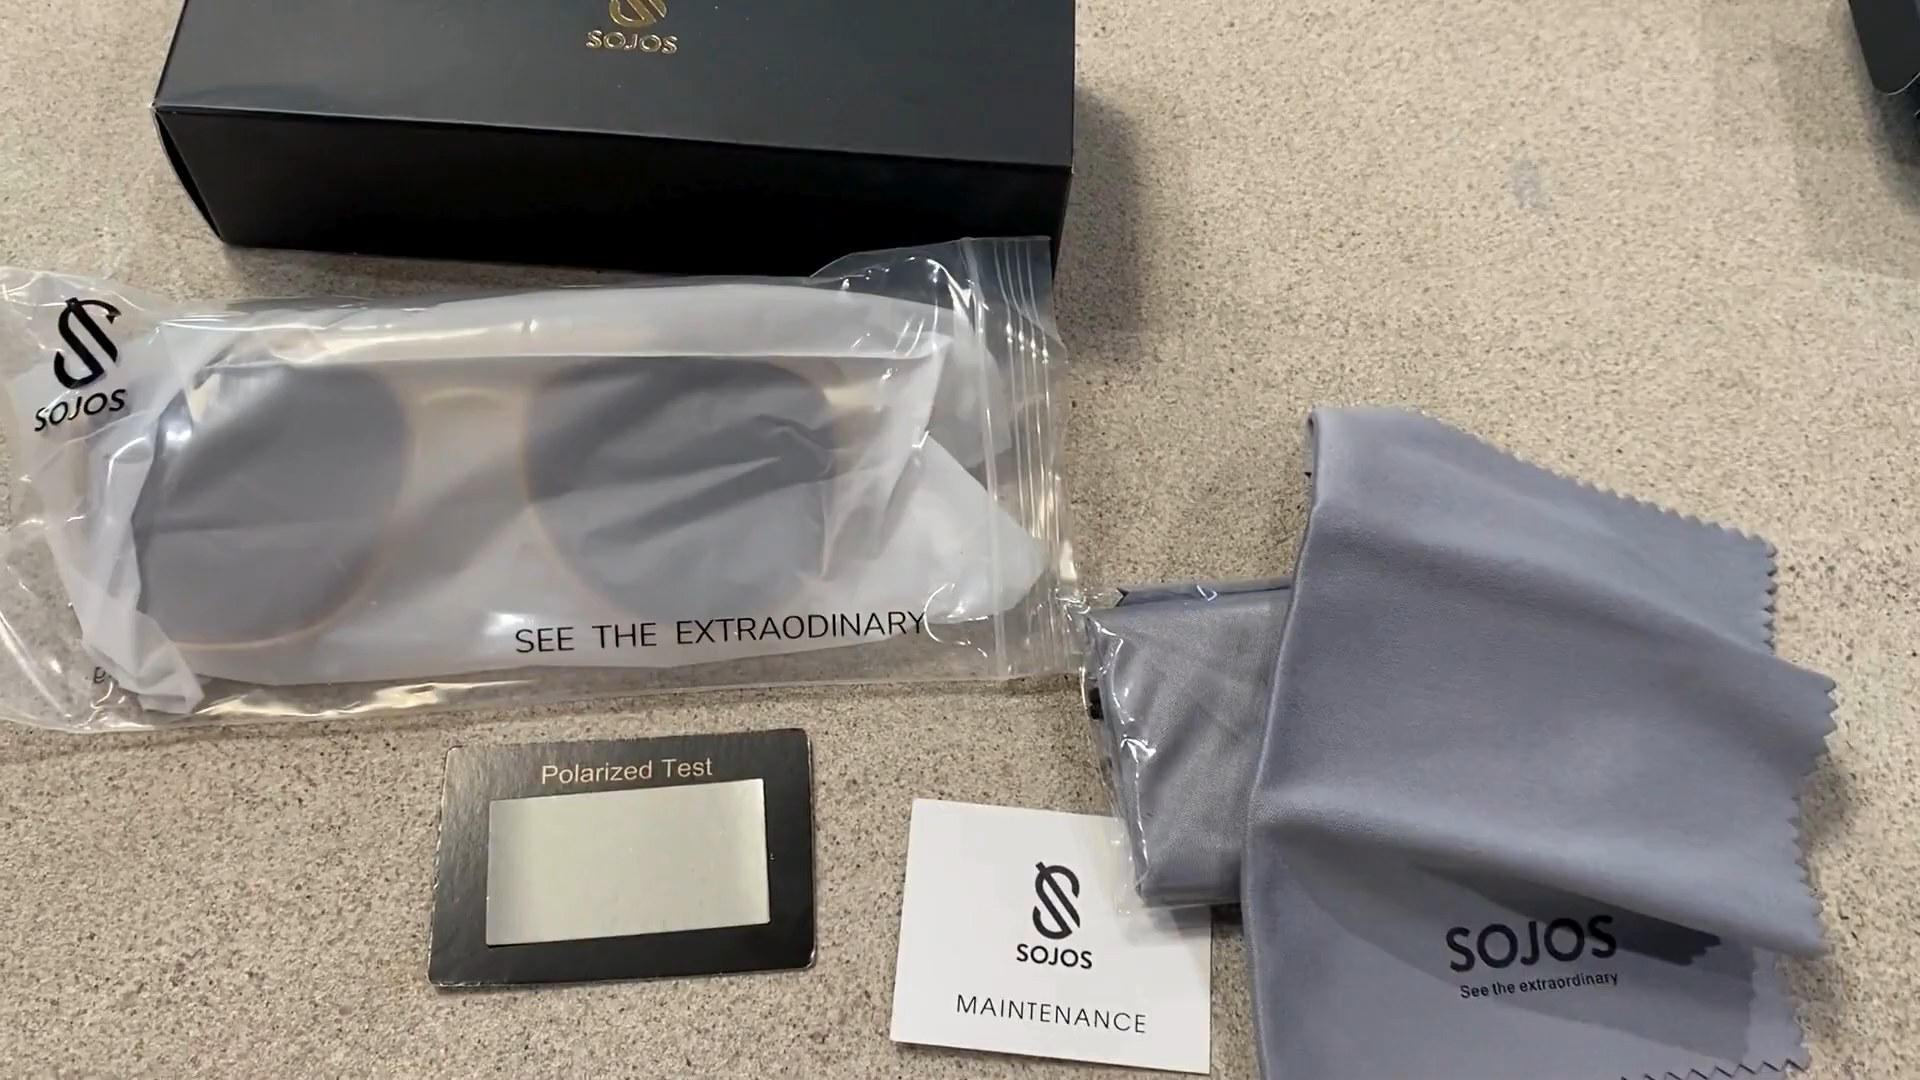 SOJOS
SOJOS
SEE THE EXTRAODINARY
Polarized Test
SOJOS
MAINTENANCE
SOJOS
See the extraordinary